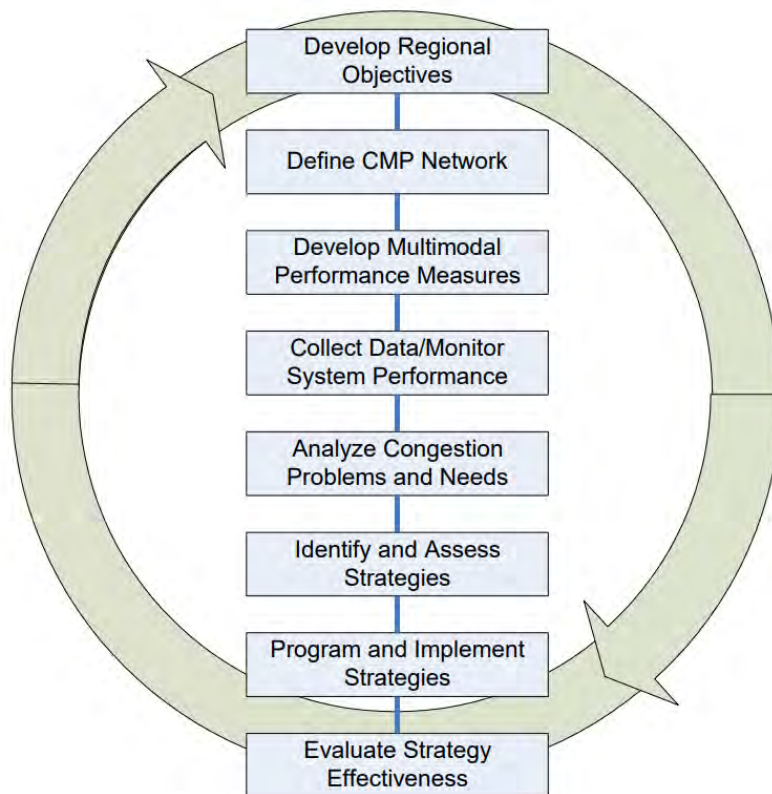 Develop Regional
Objectives
Define CMP Network
Develop Multimodal
Performance Measures
Collect Data/Monitor
System Performance
Analyze Congestion
Problems and Needs
Identify and Assess
Strategies
Program and Implement
Strategies
Evaluate Strategy
Effectiveness